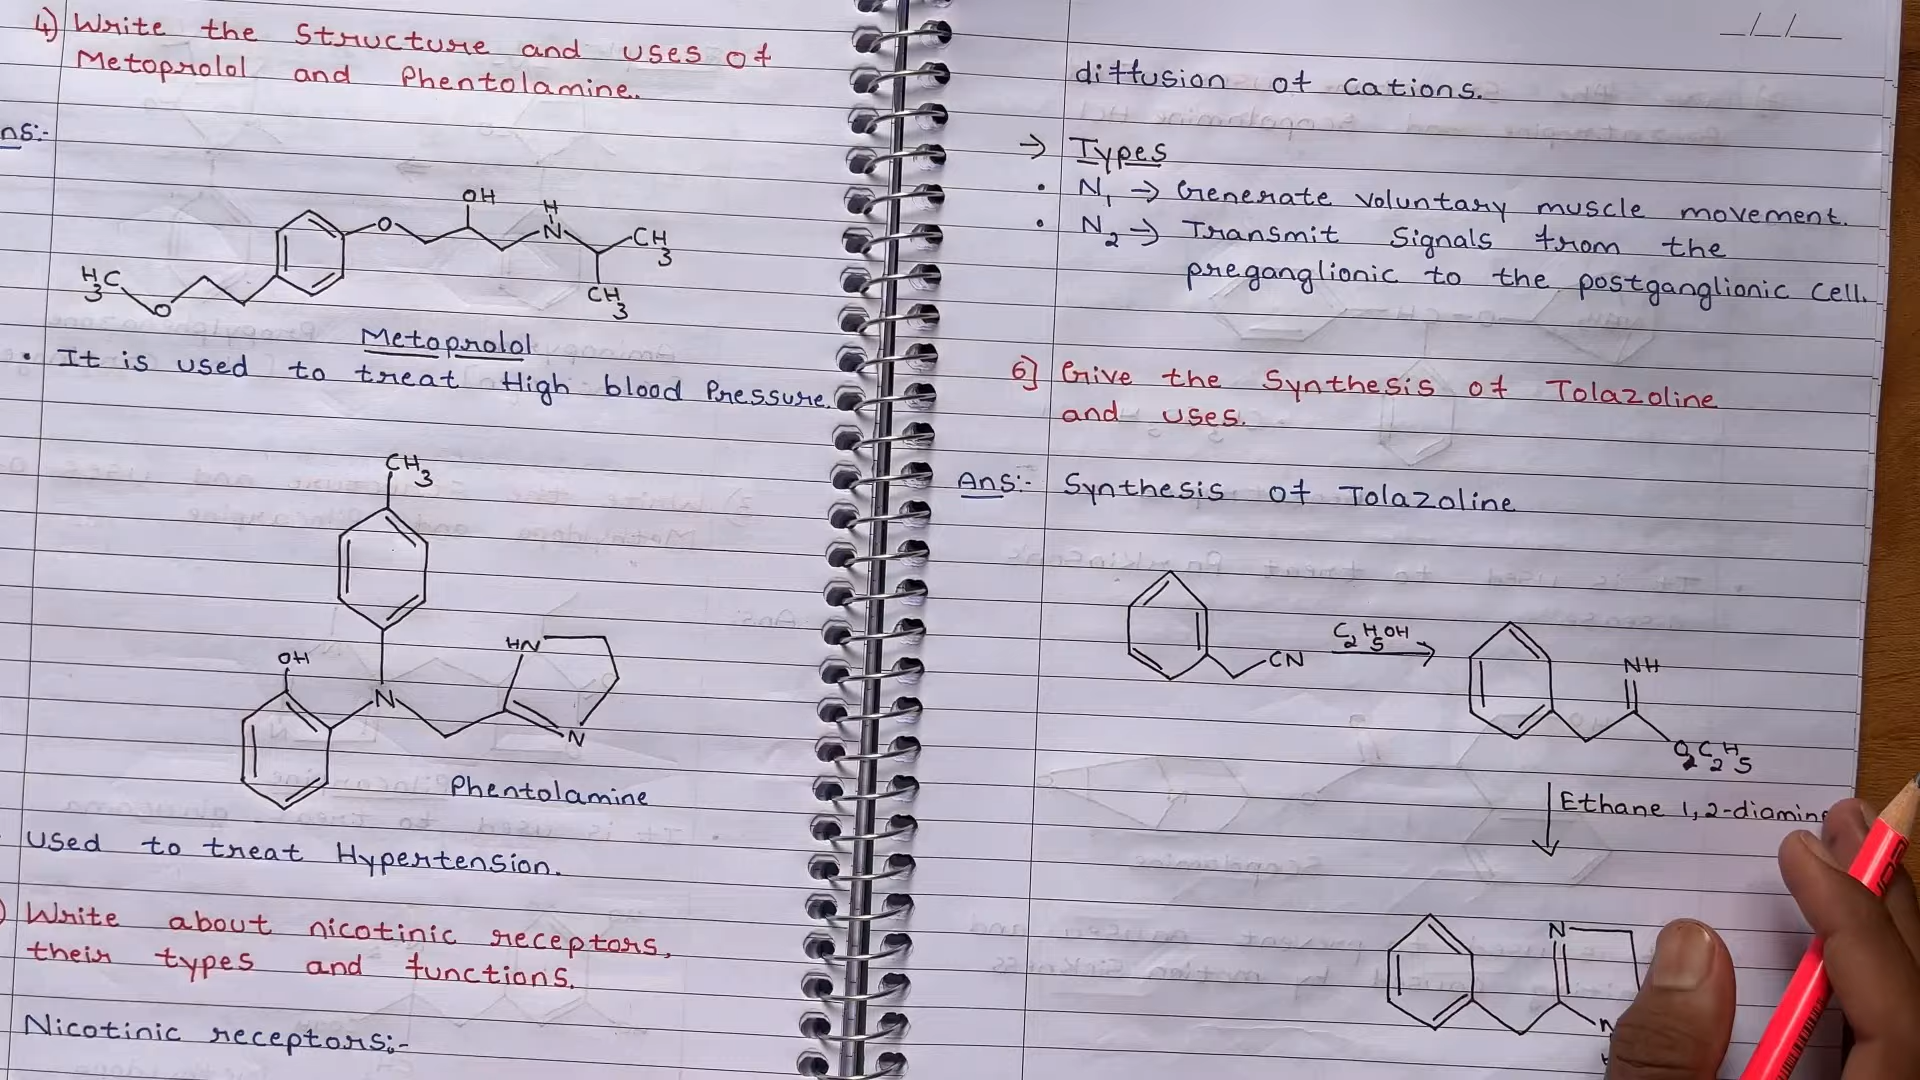 4) Write the Structure and uses of
Metoprolol and Phentolamine.
ns:-
OH
H
N
O
CH3
CH3
H3C
O
Metoprolol
• It is used to treat High blood Pressure.
CH3
OH
N
HN
N
Phentolamine
Used to treat Hypertension.
) Write about nicotinic receptors,
their types and functions.
Nicotinic receptors:-
_/_/_
diffusion of cations.
→ Types
• N1 → Generate voluntary muscle movement.
• N2 → Transmit Signals from the
preganglionic to the postganglionic cell.
6] Give the Synthesis of Tolazoline
and uses.
Ans:- Synthesis of Tolazoline
CN
C2H5OH
NH
O2C2H5
Ethane 1,2-diamine
N
N